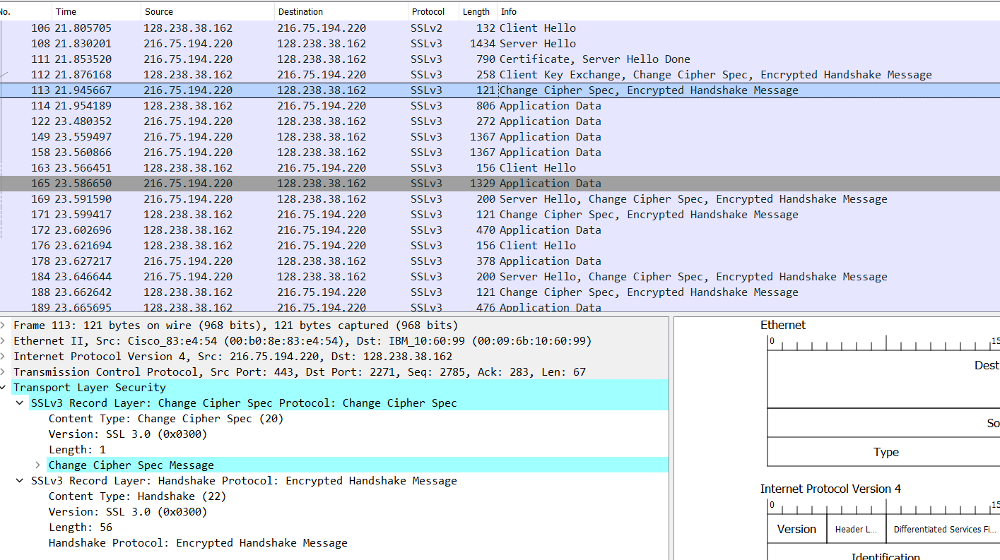 No. Time Source Destination Protocol Length Info
106 21.805705 128.238.38.162 216.75.194.220 SSLv2 132 Client Hello
108 21.830201 216.75.194.220 128.238.38.162 SSLv3 1434 Server Hello
111 21.853520 216.75.194.220 128.238.38.162 SSLv3 790 Certificate, Server Hello Done
112 21.876168 128.238.38.162 216.75.194.220 SSLv3 258 Client Key Exchange, Change Cipher Spec, Encrypted Handshake Message
113 21.945667 216.75.194.220 128.238.38.162 SSLv3 121 Change Cipher Spec, Encrypted Handshake Message
114 21.954189 128.238.38.162 216.75.194.220 SSLv3 806 Application Data
122 23.480352 216.75.194.220 128.238.38.162 SSLv3 272 Application Data
149 23.559497 216.75.194.220 128.238.38.162 SSLv3 1367 Application Data
158 23.560866 216.75.194.220 128.238.38.162 SSLv3 1367 Application Data
163 23.566451 128.238.38.162 216.75.194.220 SSLv3 156 Client Hello
165 23.586650 216.75.194.220 128.238.38.162 SSLv3 1329 Application Data
169 23.591590 216.75.194.220 128.238.38.162 SSLv3 200 Server Hello, Change Cipher Spec, Encrypted Handshake Message
171 23.599417 128.238.38.162 216.75.194.220 SSLv3 121 Change Cipher Spec, Encrypted Handshake Message
172 23.602696 128.238.38.162 216.75.194.220 SSLv3 470 Application Data
176 23.621694 128.238.38.162 216.75.194.220 SSLv3 156 Client Hello
178 23.627217 216.75.194.220 128.238.38.162 SSLv3 378 Application Data
184 23.646644 216.75.194.220 128.238.38.162 SSLv3 200 Server Hello, Change Cipher Spec, Encrypted Handshake Message
188 23.662642 128.238.38.162 216.75.194.220 SSLv3 121 Change Cipher Spec, Encrypted Handshake Message
189 23.665695 128.238.38.162 216.75.194.220 SSLv3 476 Application Data
Frame 113: 121 bytes on wire (968 bits), 121 bytes captured (968 bits)
Ethernet II, Src: Cisco_83:e4:54 (00:b0:8e:83:e4:54), Dst: IBM_10:60:99 (00:09:6b:10:60:99)
Internet Protocol Version 4, Src: 216.75.194.220, Dst: 128.238.38.162
Transmission Control Protocol, Src Port: 443, Dst Port: 2271, Seq: 2785, Ack: 283, Len: 67
Transport Layer Security
SSLv3 Record Layer: Change Cipher Spec Protocol: Change Cipher Spec
Content Type: Change Cipher Spec (20)
Version: SSL 3.0 (0x0300)
Length: 1
Change Cipher Spec Message
SSLv3 Record Layer: Handshake Protocol: Encrypted Handshake Message
Content Type: Handshake (22)
Version: SSL 3.0 (0x0300)
Length: 56
Handshake Protocol: Encrypted Handshake Message
Ethernet
0 15
Dest
So
Type
Internet Protocol Version 4
0 15
Version Header L... Differentiated Services Fi...
Identification